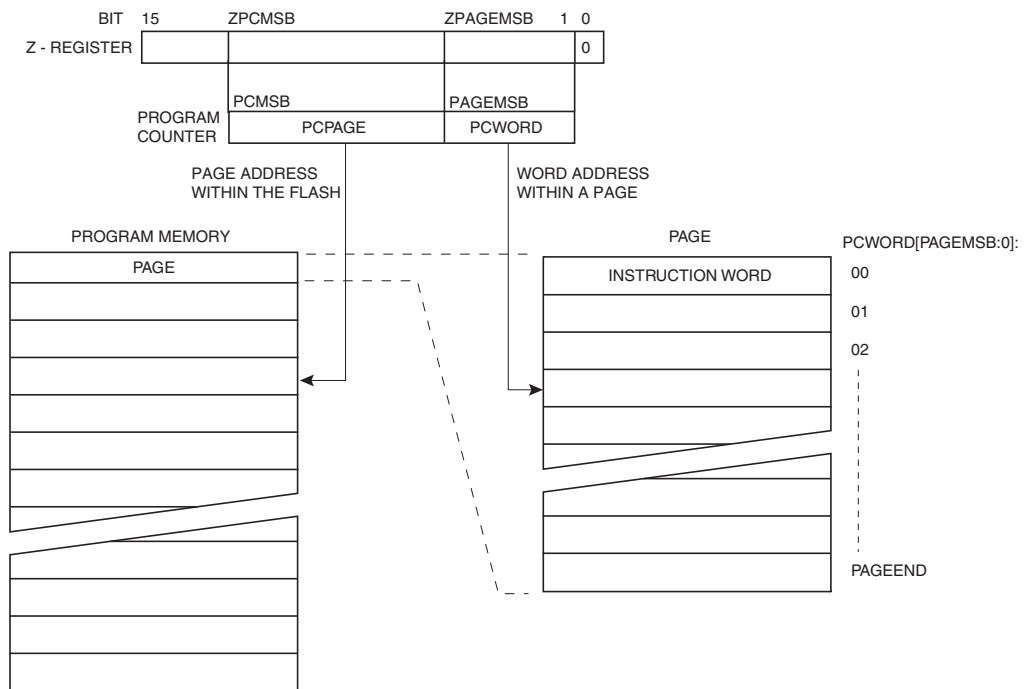 BIT 15 ZPCMSB ZPAGEMSB 1 0
Z - REGISTER 0
PCMSB PAGEMSB
PROGRAM
COUNTER
PCPAGE PCWORD
PAGE ADDRESS
WITHIN THE FLASH
WORD ADDRESS
WITHIN A PAGE
PROGRAM MEMORY
PAGE
PAGE
PCWORD[PAGEMSB:0]:
INSTRUCTION WORD
00
01
02
PAGEEND